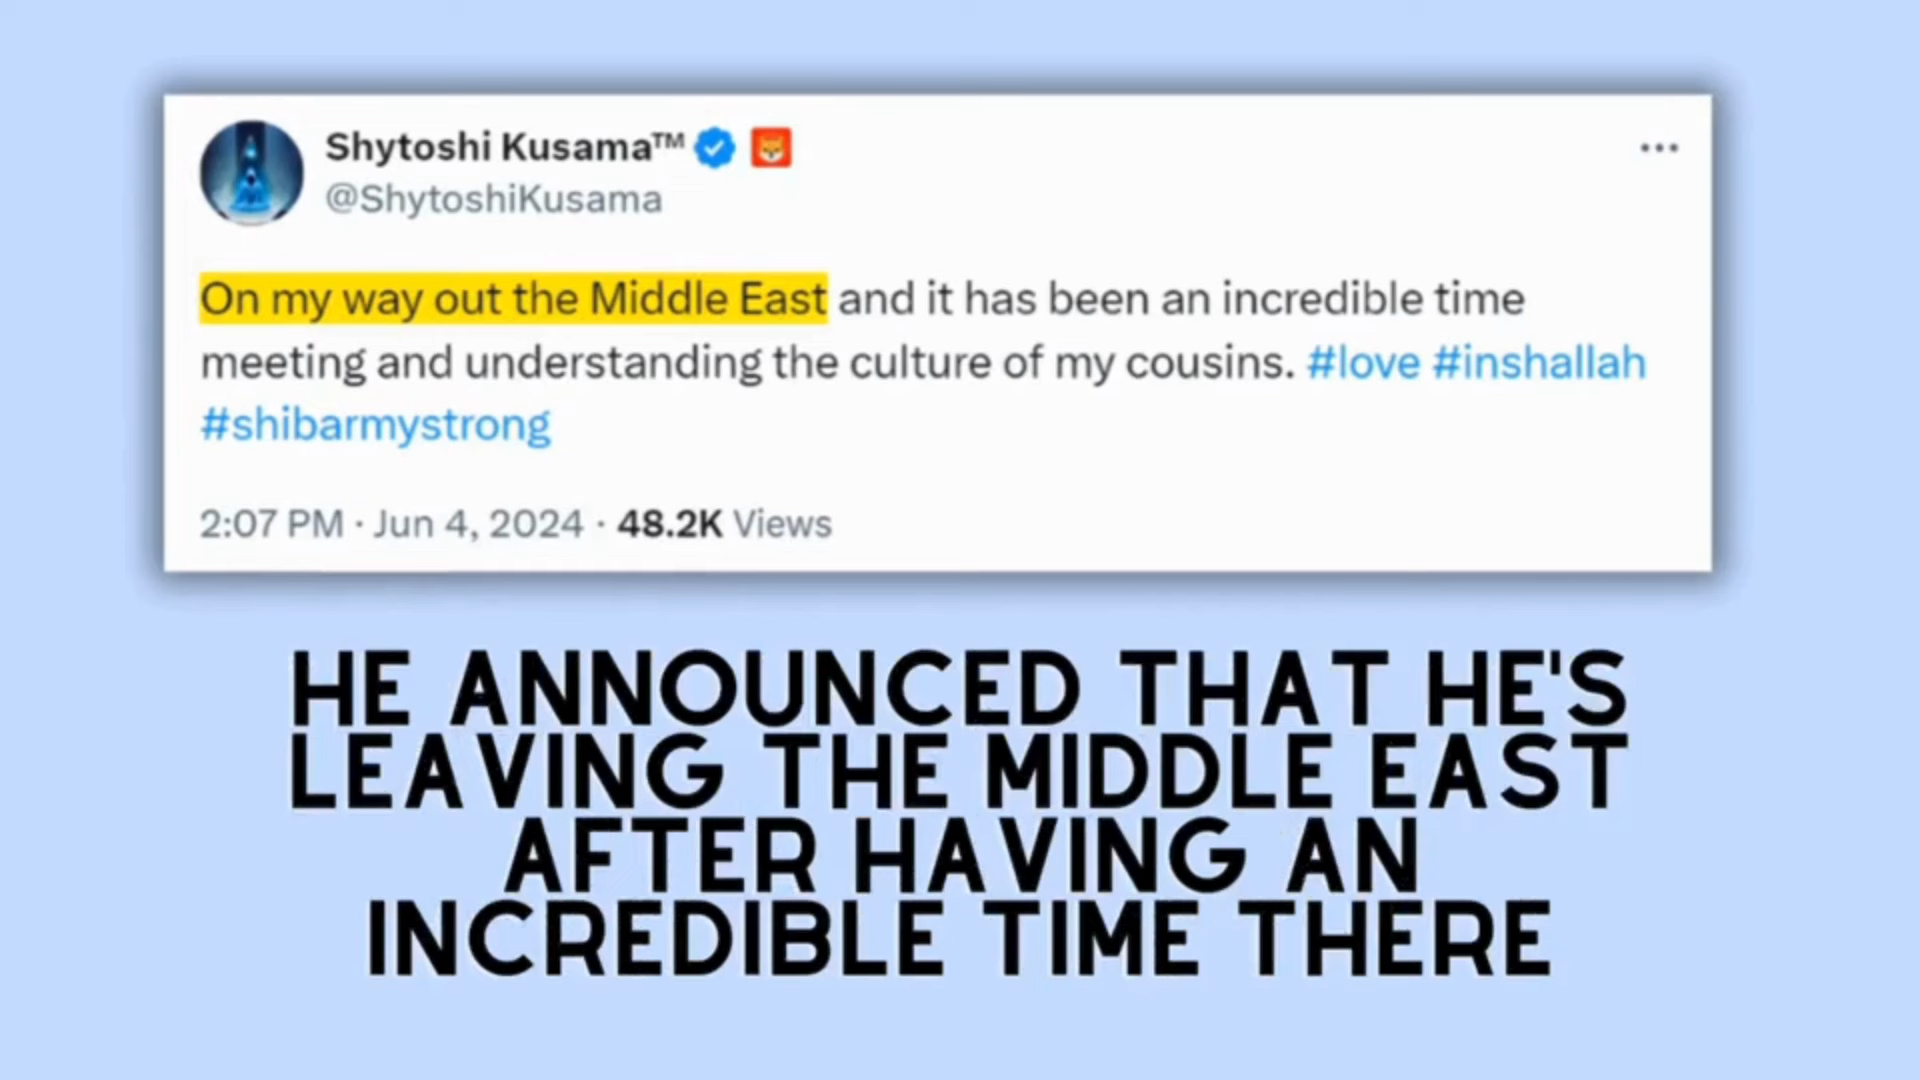 Shytoshi Kusama™
@ShytoshiKusama
On my way out the Middle East and it has been an incredible time
meeting and understanding the culture of my cousins. #love #inshallah
#shibarmystrong
2:07 PM · Jun 4, 2024 · 48.2K Views
HE ANNOUNCED THAT HE'S
LEAVING THE MIDDLE EAST
AFTER HAVING AN
INCREDIBLE TIME THERE